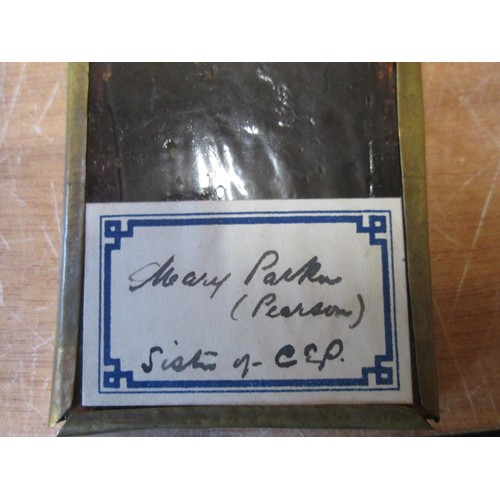 Mary Parker
(Pearson)
Sister of - C E P.